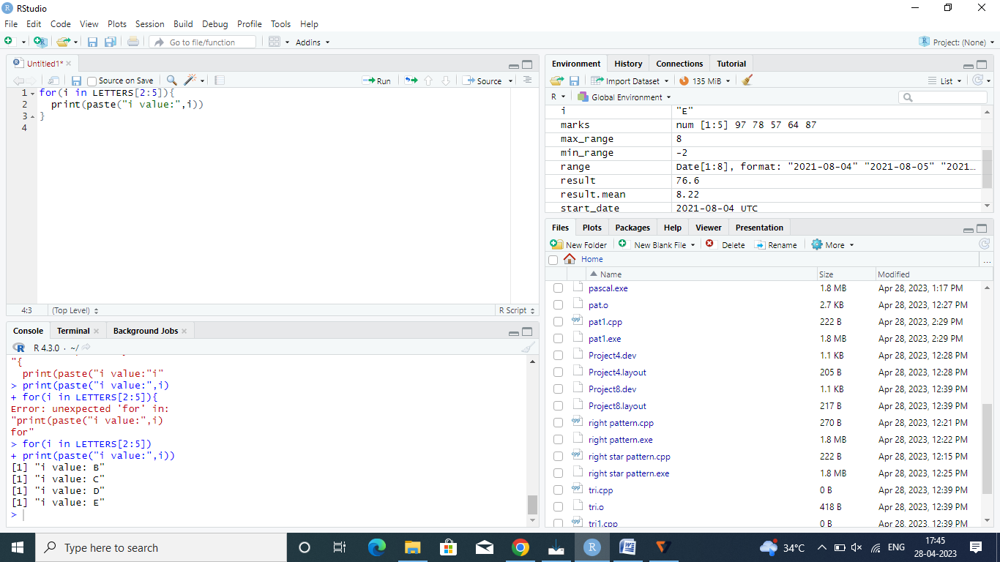 RStudio
File Edit Code View Plots Session Build Debug Profile Tools Help
Go to file/function Addins Project: (None)
Untitled1*
Source on Save Run Source
1 for(i in LETTERS[2:5]){
2 print(paste("i value:",i))
3 }
4
4:3 (Top Level) R Script
Console Terminal Background Jobs
R 4.3.0 · ~/
"{
print(paste("i value:"i"
> print(paste("i value:",i)
+ for(i in LETTERS[2:5]){
Error: unexpected 'for' in:
"print(paste("i value:",i)
for"
> for(i in LETTERS[2:5])
+ print(paste("i value:",i))
[1] "i value: B"
[1] "i value: C"
[1] "i value: D"
[1] "i value: E"
>
Environment History Connections Tutorial
Import Dataset 135 MiB List
R Global Environment
i "E"
marks num [1:5] 97 78 57 64 87
max_range 8
min_range -2
range Date[1:8], format: "2021-08-04" "2021-08-05" "2021…
result 76.6
result.mean 8.22
start_date 2021-08-04 UTC
Files Plots Packages Help Viewer Presentation
New Folder New Blank File Delete Rename More
Home ...
Name Size Modified
pascal.exe 1.8 MB Apr 28, 2023, 1:17 PM
pat.o 2.7 KB Apr 28, 2023, 12:27 PM
pat1.cpp 222 B Apr 28, 2023, 2:29 PM
pat1.exe 1.8 MB Apr 28, 2023, 2:29 PM
Project4.dev 1.1 KB Apr 28, 2023, 12:28 PM
Project4.layout 205 B Apr 28, 2023, 12:28 PM
Project8.dev 1.1 KB Apr 28, 2023, 12:39 PM
Project8.layout 217 B Apr 28, 2023, 12:39 PM
right pattern.cpp 270 B Apr 28, 2023, 12:21 PM
right pattern.exe 1.8 MB Apr 28, 2023, 12:22 PM
right star pattern.cpp 222 B Apr 28, 2023, 12:15 PM
right star pattern.exe 1.8 MB Apr 28, 2023, 12:25 PM
tri.cpp 0 B Apr 28, 2023, 12:39 PM
tri.o 418 B Apr 28, 2023, 12:39 PM
tri1.cpp 0 B Apr 28, 2023, 12:39 PM
Type here to search 34°C ENG 17:45
28-04-2023